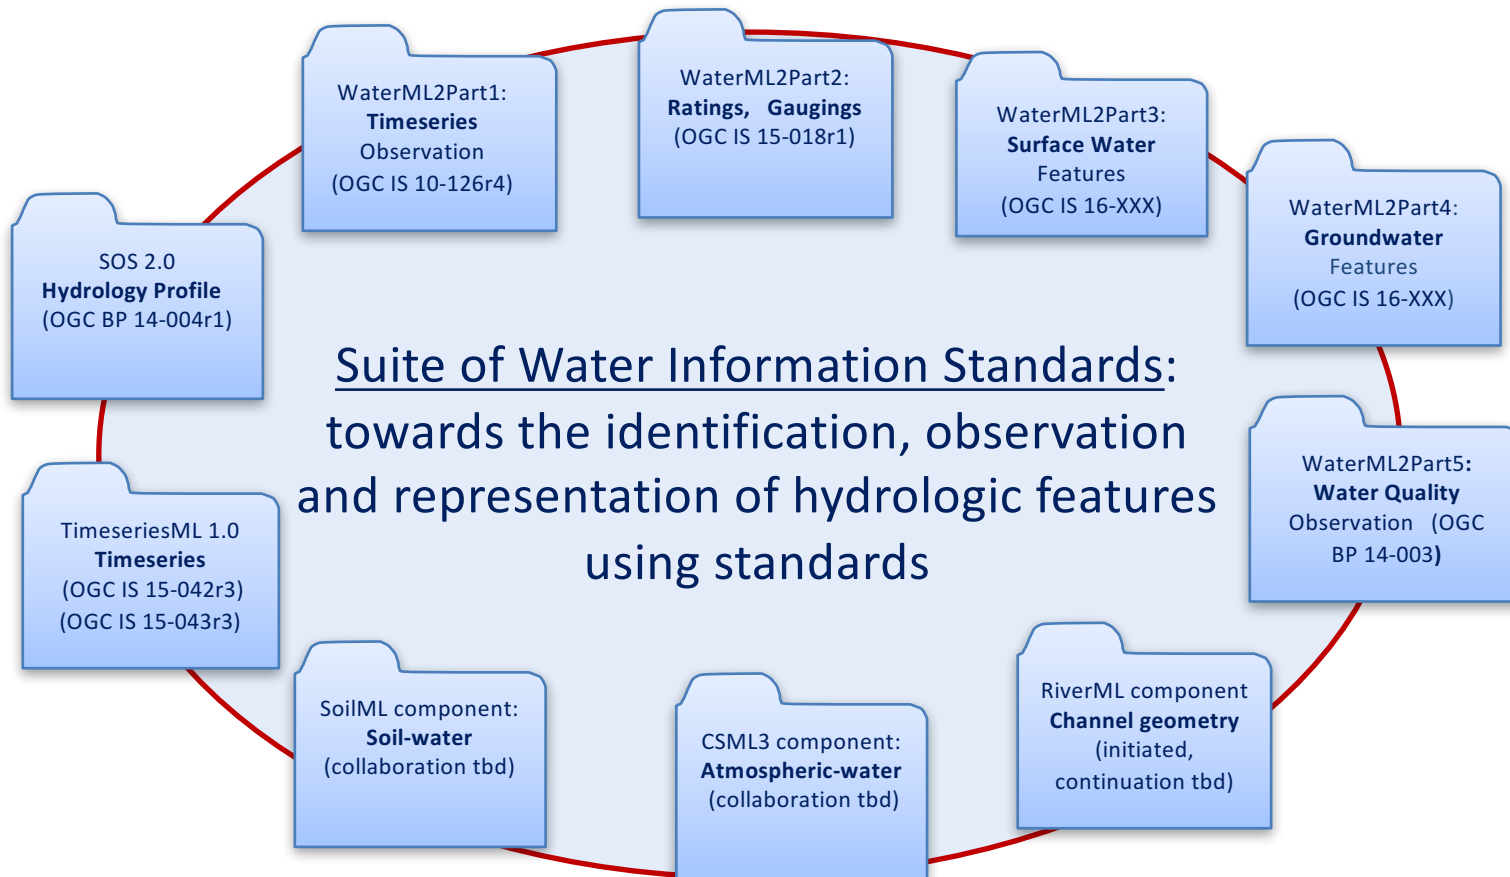 WaterML2Part1:
Timeseries
Observation
(OGC IS 10-126r4)
WaterML2Part2:
Ratings, Gaugings
(OGC IS 15-018r1)
WaterML2Part3:
Surface Water
Features
(OGC IS 16-XXX)
WaterML2Part4:
Groundwater
Features
(OGC IS 16-XXX)
SOS 2.0
Hydrology Profile
(OGC BP 14-004r1)
Suite of Water Information Standards:
towards the identification, observation
and representation of hydrologic features
using standards
WaterML2Part5:
Water Quality
Observation (OGC
BP 14-003)
TimeseriesML 1.0
Timeseries
(OGC IS 15-042r3)
(OGC IS 15-043r3)
SoilML component:
Soil-water
(collaboration tbd)
CSML3 component:
Atmospheric-water
(collaboration tbd)
RiverML component
Channel geometry
(initiated,
continuation tbd)